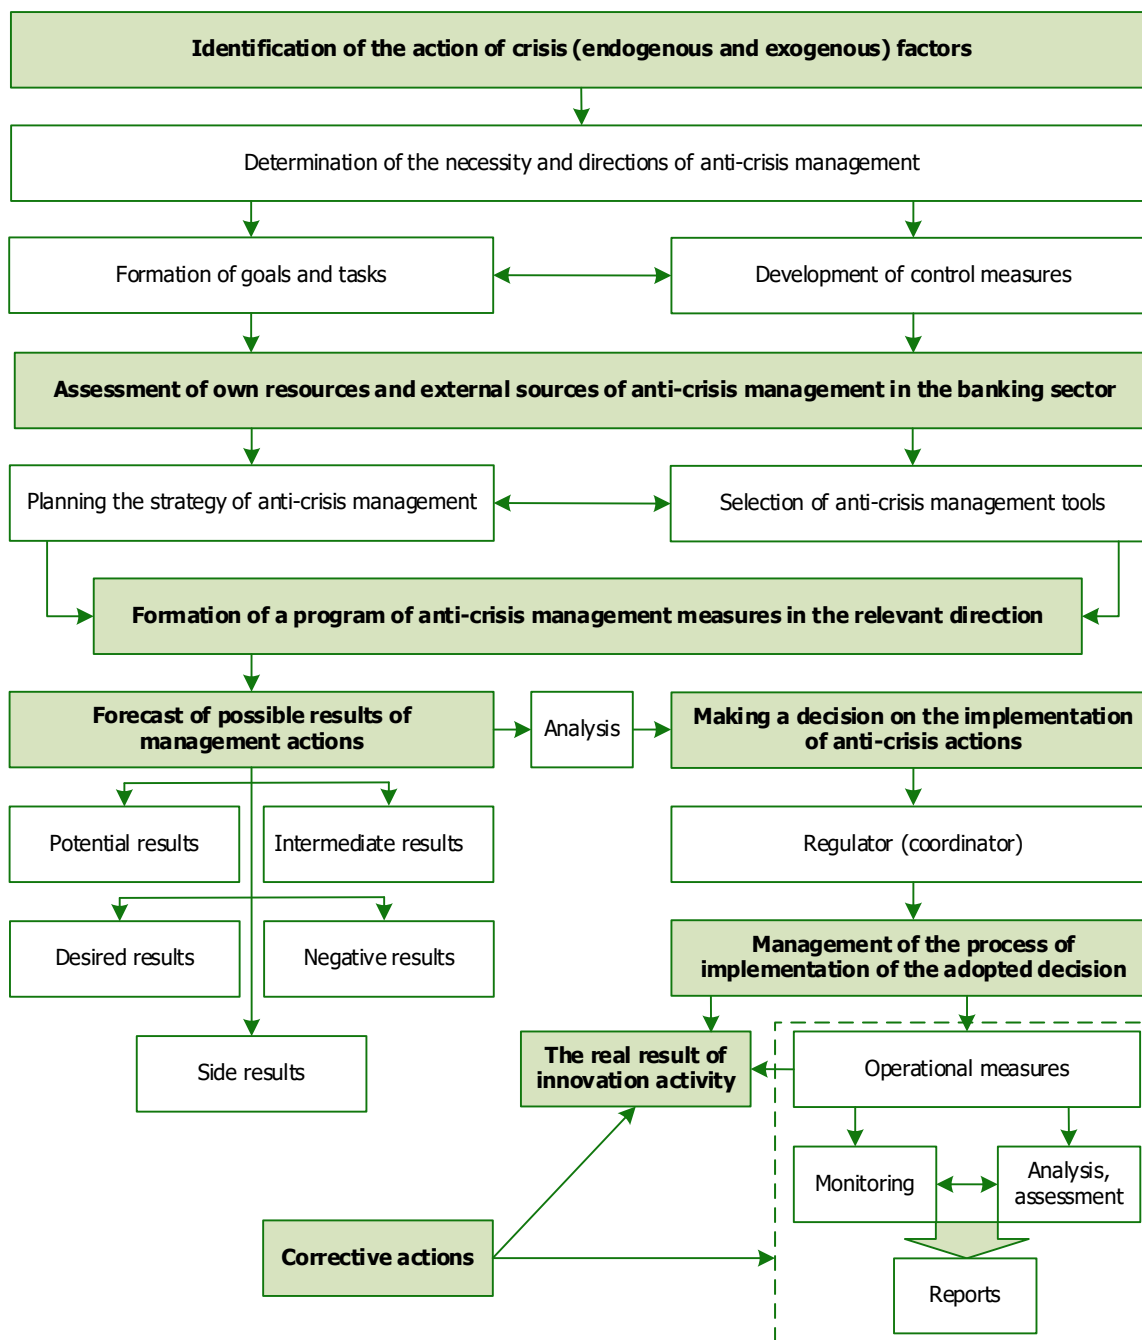 Identification of the action of crisis (endogenous and exogenous) factors
Determination of the necessity and directions of anti-crisis management
Formation of goals and tasks
Development of control measures
Assessment of own resources and external sources of anti-crisis management in the banking sector
Planning the strategy of anti-crisis management
Selection of anti-crisis management tools
Formation of a program of anti-crisis management measures in the relevant direction
Forecast of possible results of
management actions
Analysis
Making a decision on the implementation
of anti-crisis actions
Potential results
Intermediate results
Regulator (coordinator)
Desired results
Negative results
Management of the process of
implementation of the adopted decision
Side results
The real result of
innovation activity
Operational measures
Monitoring
Analysis,
assessment
Corrective actions
Reports